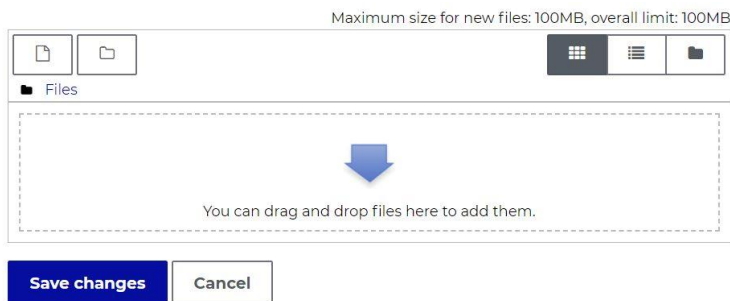 Maximum size for new files: 100MB, overall limit: 100MB
Files
You can drag and drop files here to add them.
Save changes
Cancel